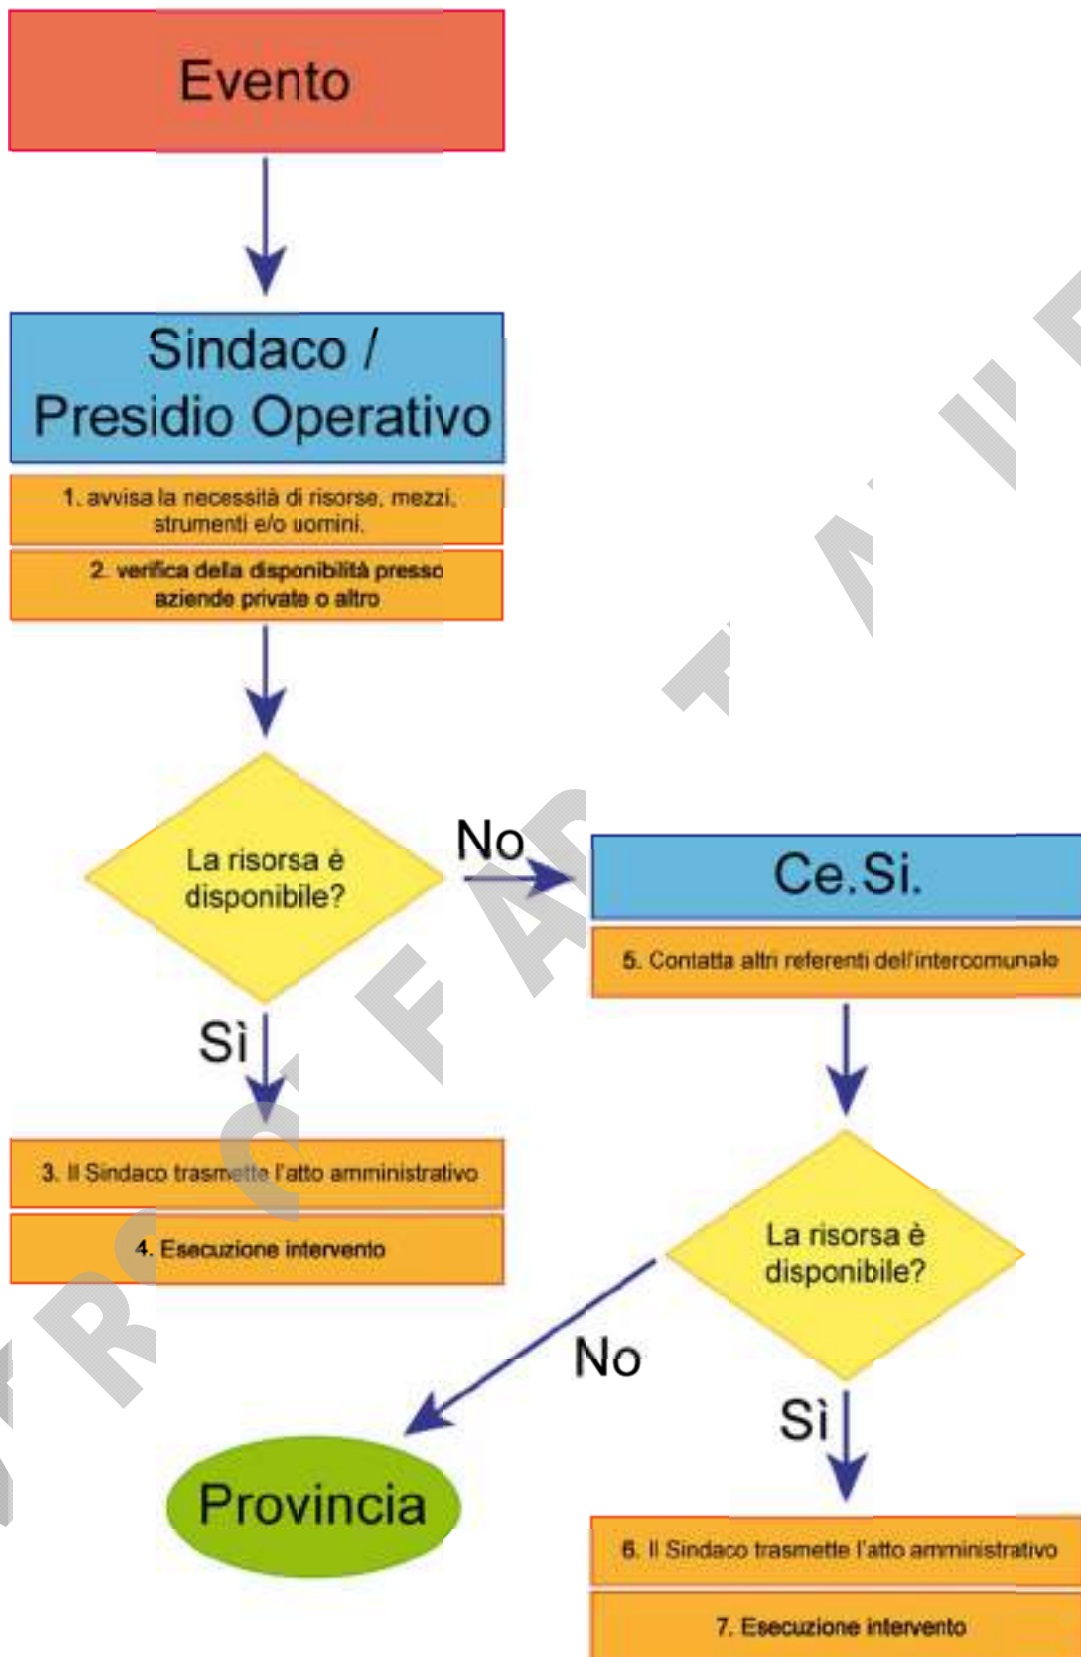 Evento
Sindaco /
Presidio Operativo
1. avvisa la necessità di risorse, mezzi,
strumenti e/o uomini.
2. verifica della disponibilità presso
aziende private o altro
La risorsa è
disponibile?
No
Ce.Si.
5. Contatta altri referenti dell'intercomunale
Sì
3. Il Sindaco trasmette l'atto amministrativo
4. Esecuzione intervento
La risorsa è
disponibile?
No
Sì
Provincia
6. Il Sindaco trasmette l'atto amministrativo
7. Esecuzione intervento